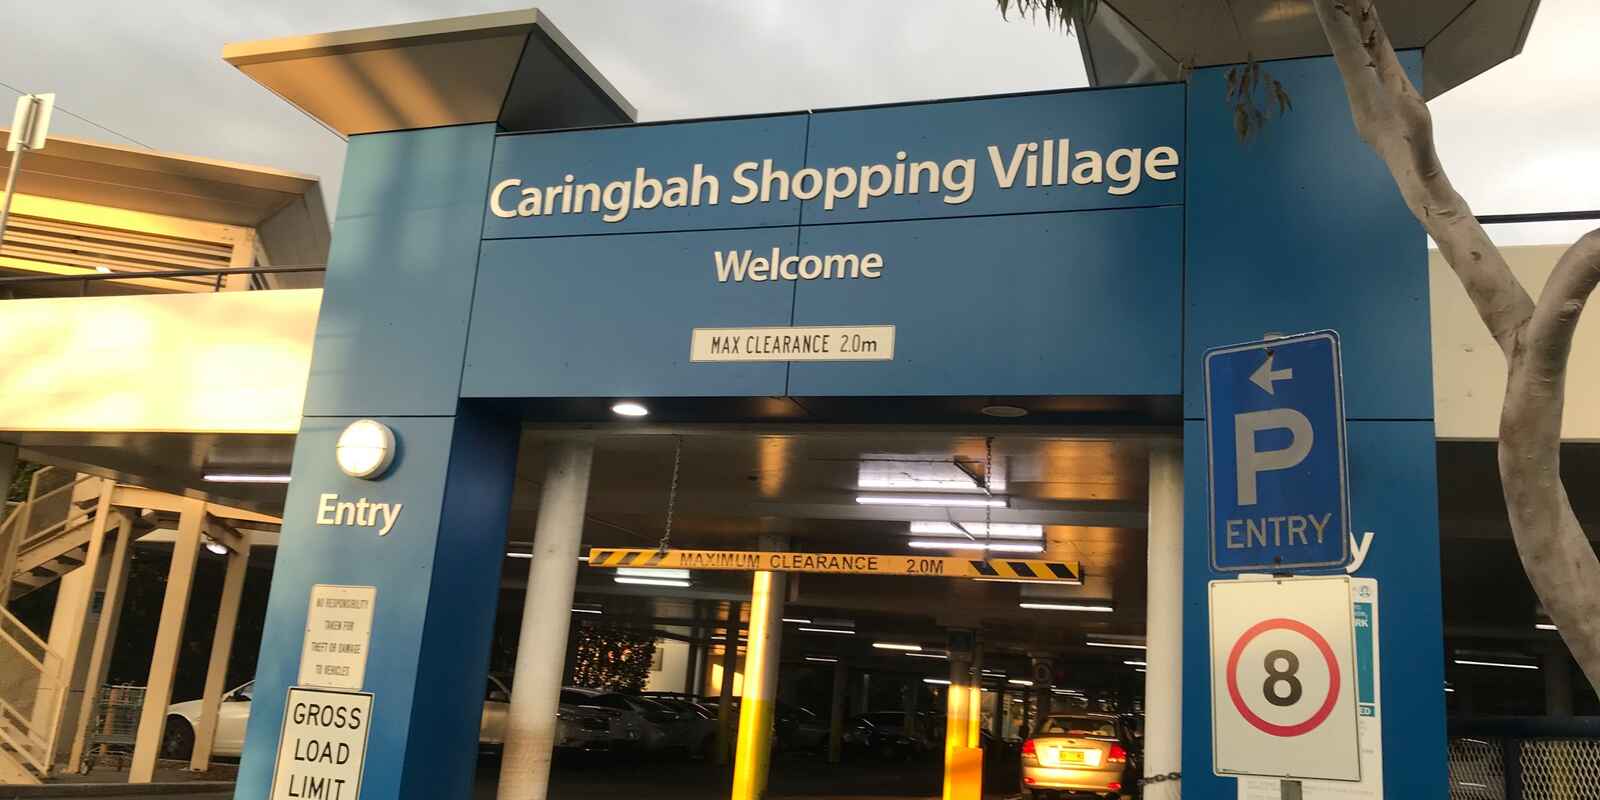 Caringbah Shopping Village
Welcome
MAX CLEARANCE 2.0m
Entry
NO RESPONSIBILITY
TAKEN FOR
THEFT OR DAMAGE
TO VEHICLES
GROSS
LOAD
LIMIT
MAXIMUM CLEARANCE 2.0M
P
ENTRY
8